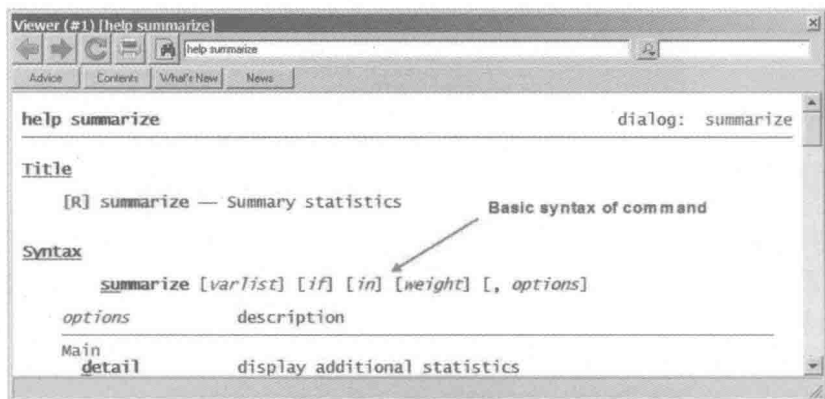 Viewer (#1) [help summarize]
help summarize
Advice Contents What's New News
help summarize dialog: summarize
Title
[R] summarize — Summary statistics
Basic syntax of command
Syntax
summarize [varlist] [if] [in] [weight] [, options]
options description
Main
detail display additional statistics